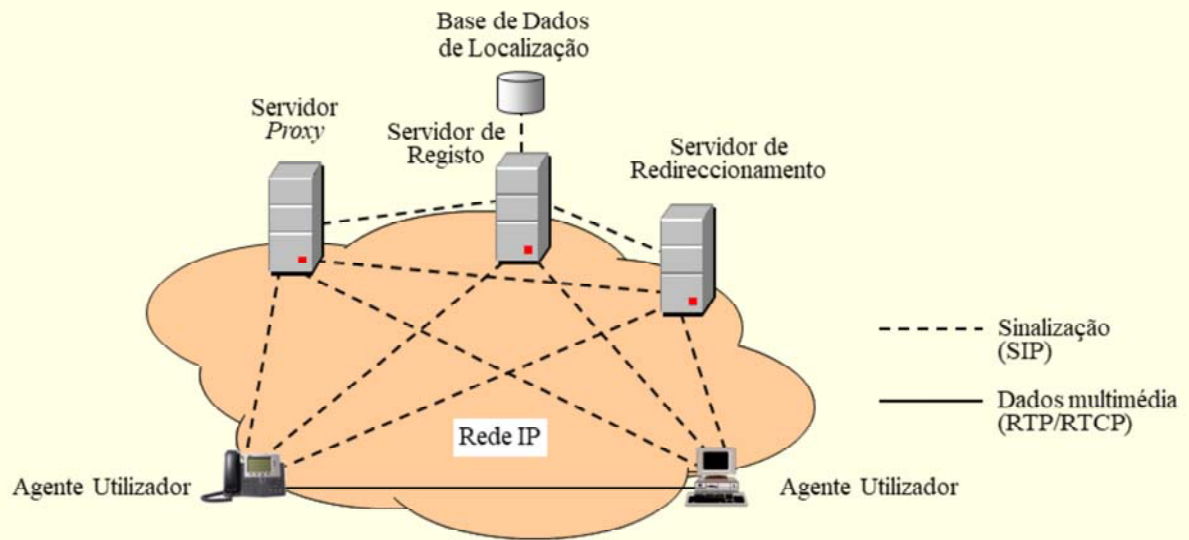 Base de Dados
de Localização
Servidor
Proxy
Servidor de
Registo
Servidor de
Redireccionamento
Sinalização
(SIP)
Dados multimédia
(RTP/RTCP)
Rede IP
Agente Utilizador
Agente Utilizador